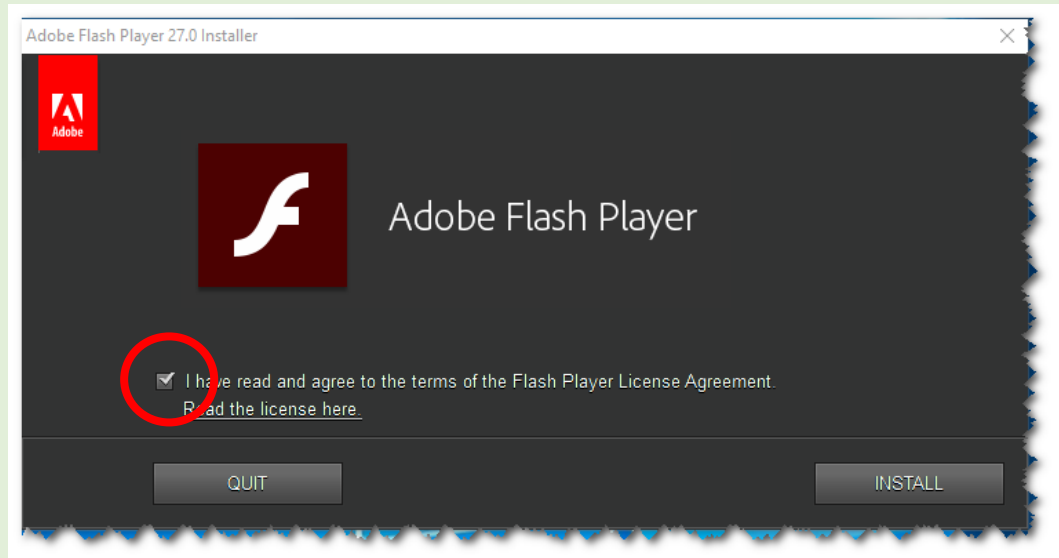 Adobe Flash Player 27.0 Installer
Adobe
Adobe Flash Player
I have read and agree to the terms of the Flash Player License Agreement.
Read the license here.
QUIT
INSTALL